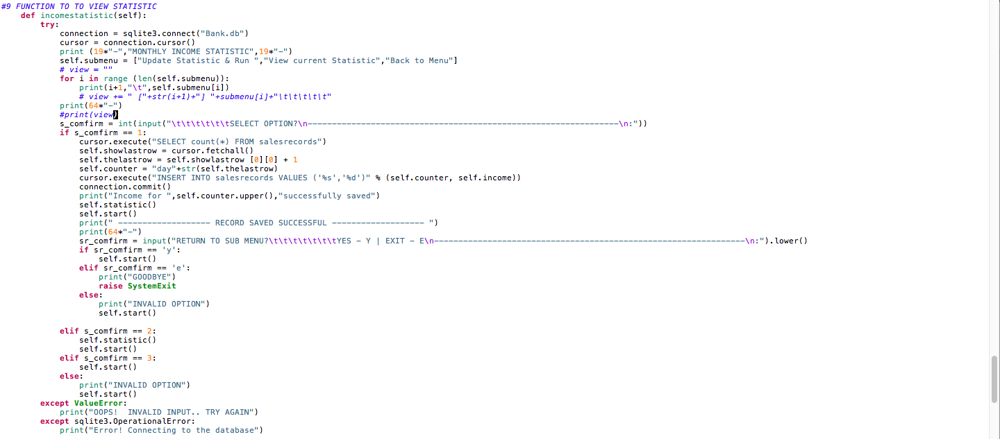 #9 FUNCTION TO TO VIEW STATISTIC
    def incomestatistic(self):
        try:
            connection = sqlite3.connect("Bank.db")
            cursor = connection.cursor()
            print (19*"-","MONTHLY INCOME STATISTIC",19*"-")
            self.submenu = ["Update Statistic & Run ","View current Statistic","Back to Menu"]
            # view = ""
            for i in range (len(self.submenu)):
                print(i+1,"\t",self.submenu[i])
                # view += " ["+str(i+1)+"] "+submenu[i]+"\t\t\t\t\t"
            print(64*"-")
            #print(view)
            s_comfirm = int(input("\t\t\t\t\t\tSELECT OPTION?\n----------------------------------------------------------------\n:"))
            if s_comfirm == 1:
                cursor.execute("SELECT count(*) FROM salesrecords")
                self.showlastrow = cursor.fetchall()
                self.thelastrow = self.showlastrow [0][0] + 1
                self.counter = "day"+str(self.thelastrow)
                cursor.execute("INSERT INTO salesrecords VALUES ('%s','%d')" % (self.counter, self.income))
                connection.commit()
                print("Income for ",self.counter.upper(),"successfully saved")
                self.statistic()
                self.start()
                print(" ------------------- RECORD SAVED SUCCESSFUL ------------------- ")
                print(64*"-")
                sr_comfirm = input("RETURN TO SUB MENU?\t\t\t\t\t\t\tYES - Y | EXIT - E\n----------------------------------------------------------------\n:").lower()
                if sr_comfirm == 'y':
                    self.start()
                elif sr_comfirm == 'e':
                    print("GOODBYE")
                    raise SystemExit
                else:
                    print("INVALID OPTION")
                    self.start()

            elif s_comfirm == 2:
                self.statistic()
                self.start()
            elif s_comfirm == 3:
                self.start()
            else:
                print("INVALID OPTION")
                self.start()
        except ValueError:
            print("OOPS!  INVALID INPUT.. TRY AGAIN")
        except sqlite3.OperationalError:
            print("Error! Connecting to the database")